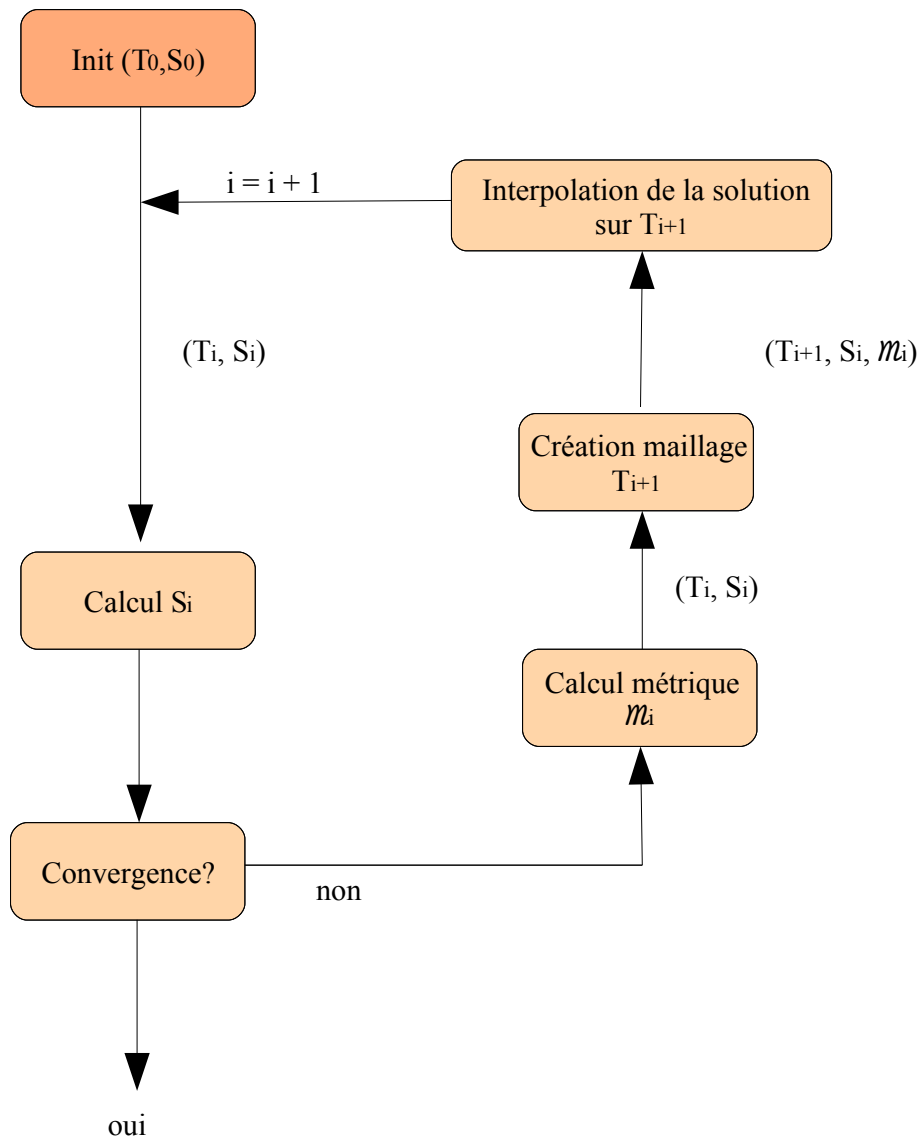 Init (T0,S0)
i = i + 1
Interpolation de la solution
sur Ti+1
(Ti, Si)
(Ti+1, Si, 𝓂i)
Création maillage
Ti+1
Calcul Si
(Ti, Si)
Calcul métrique
𝓂i
Convergence?
non
oui